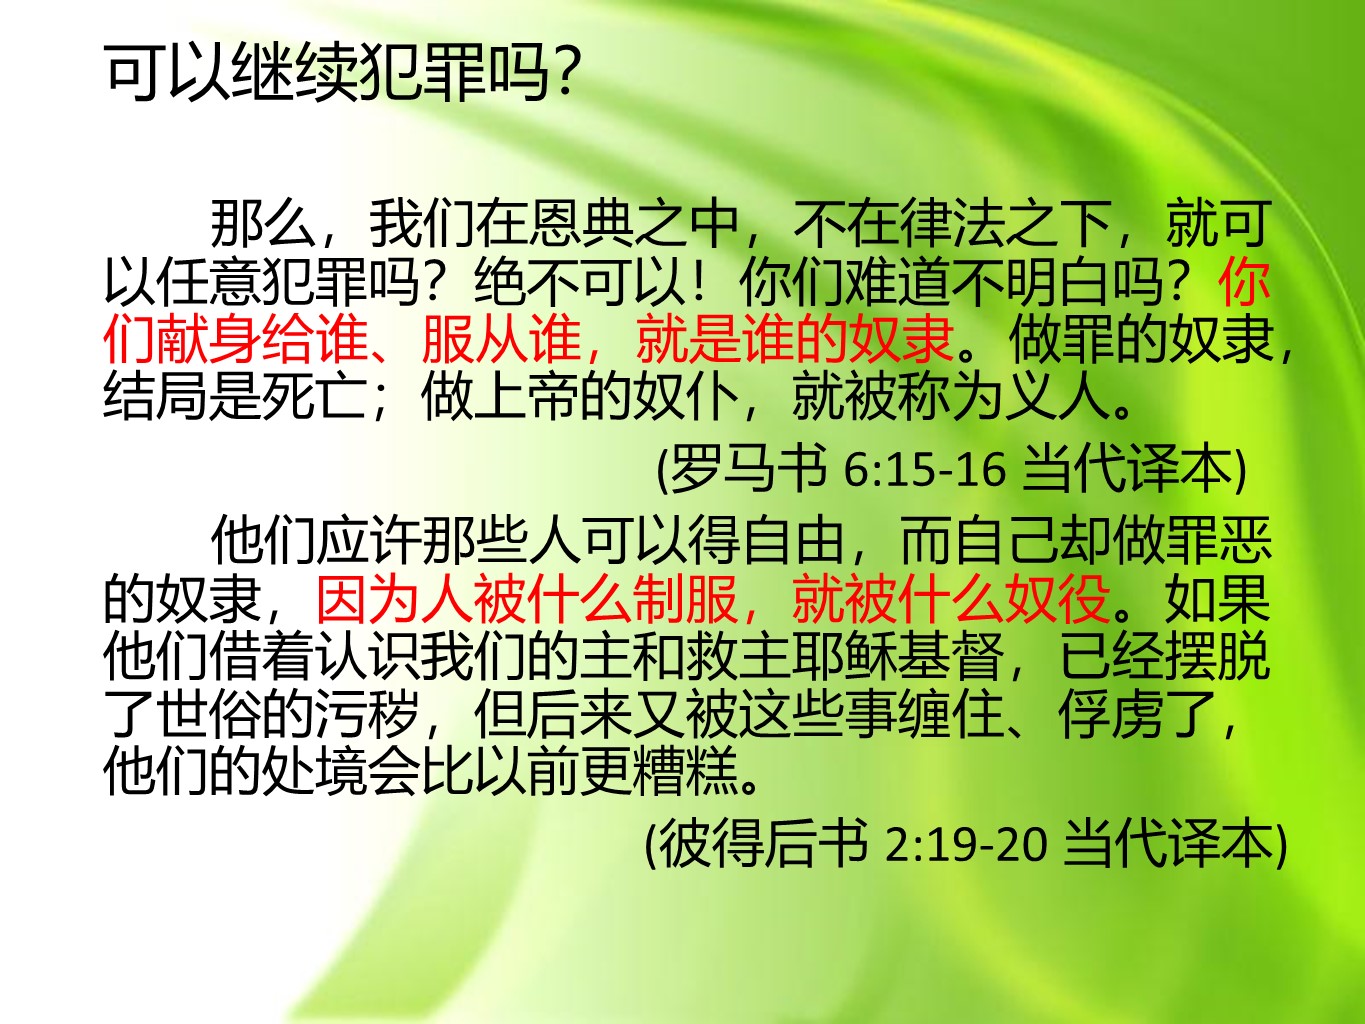 可以继续犯罪吗？
那么，我们在恩典之中，不在律法之下，就可
以任意犯罪吗？绝不可以！你们难道不明白吗？你
们献身给谁、服从谁，就是谁的奴隶。做罪的奴隶，
结局是死亡；做上帝的奴仆，就被称为义人。
(罗马书 6:15-16 当代译本)
他们应许那些人可以得自由，而自己却做罪恶
的奴隶，因为人被什么制服，就被什么奴役。如果
他们借着认识我们的主和救主耶稣基督，已经摆脱
了世俗的污秽，但后来又被这些事缠住、俘虏了，
他们的处境会比以前更糟糕。
(彼得后书 2:19-20 当代译本)